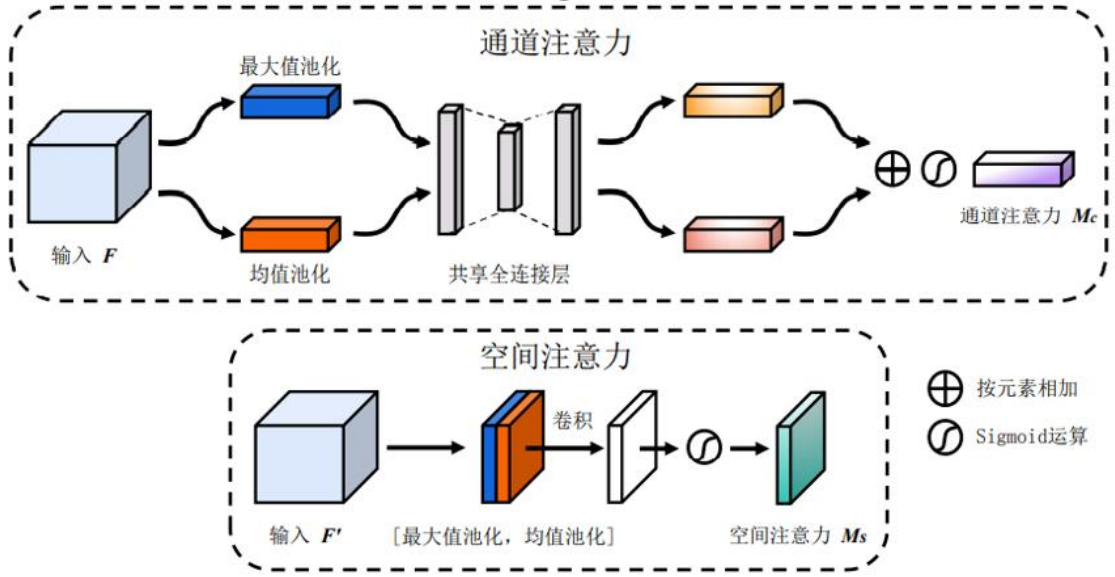 通道注意力
最大值池化
输入 F
均值池化
共享全连接层
通道注意力 Mc
空间注意力
卷积
输入 F'
[最大值池化, 均值池化]
空间注意力 Ms
按元素相加
Sigmoid运算